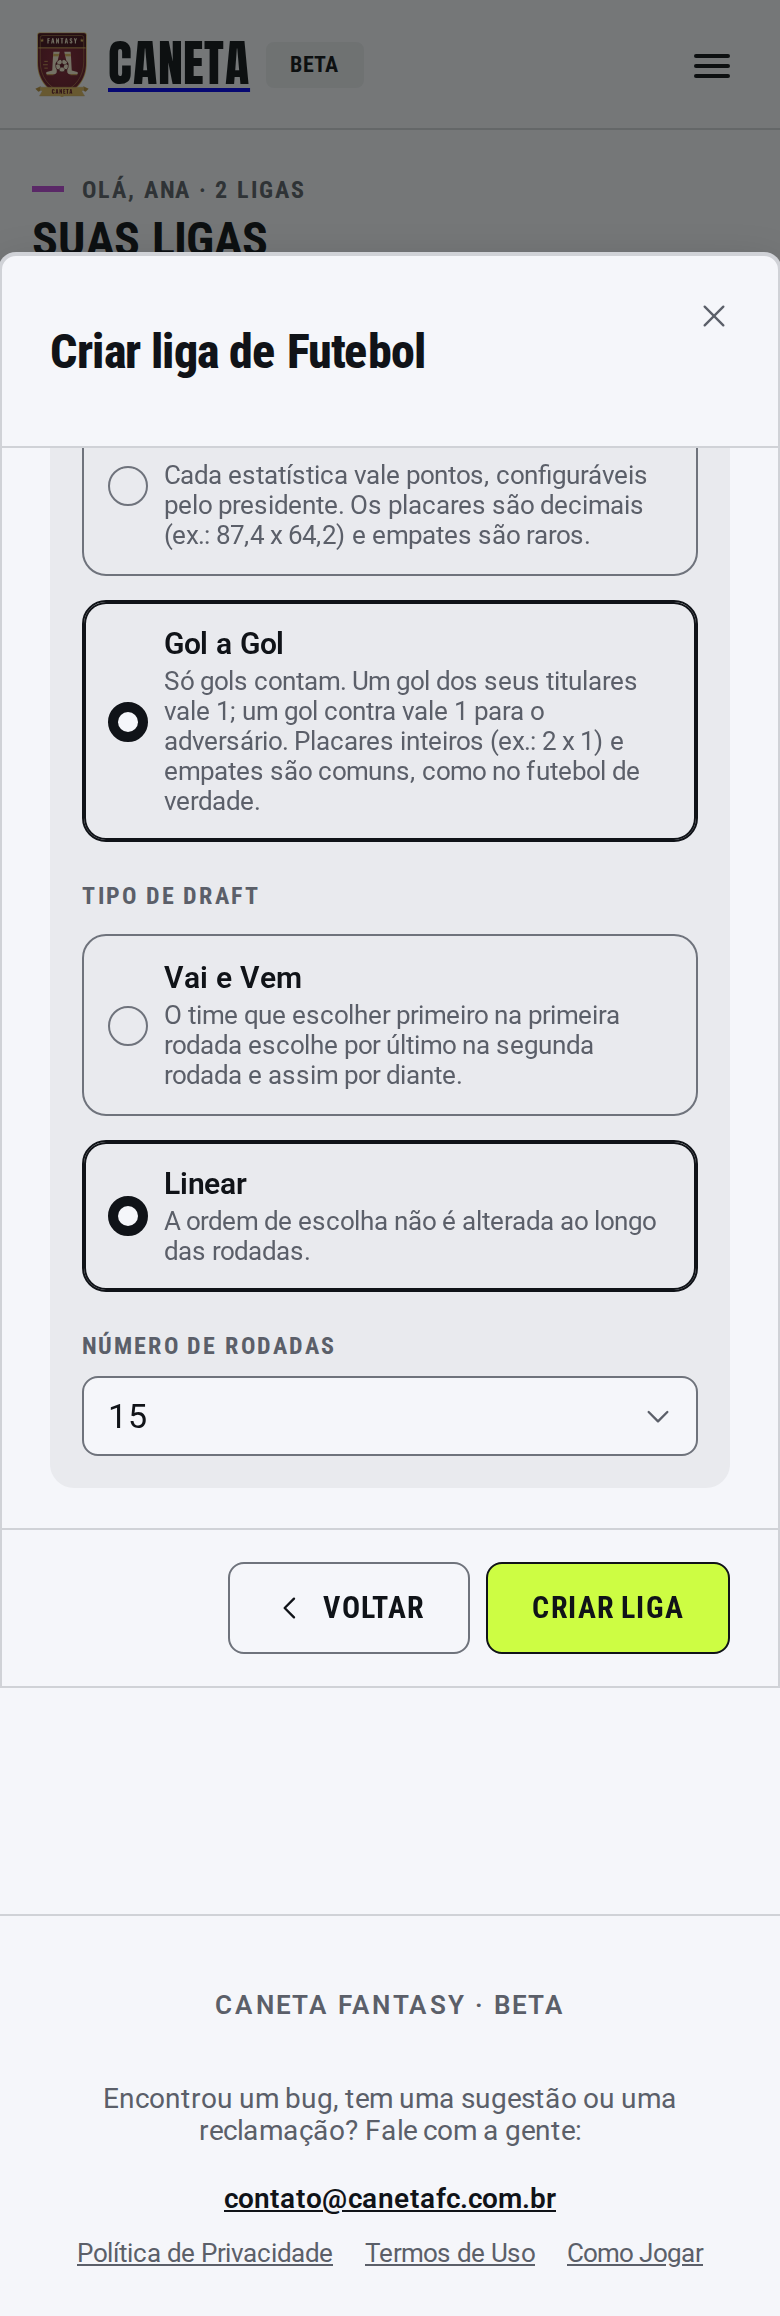 FANTASY
CANETA
CANETA
BETA
OLÁ, ANA · 2 LIGAS
SUAS LIGAS
Criar liga de Futebol
Cada estatística vale pontos, configuráveis
pelo presidente. Os placares são decimais
(ex.: 87,4 x 64,2) e empates são raros.
Gol a Gol
Só gols contam. Um gol dos seus titulares
vale 1; um gol contra vale 1 para o
adversário. Placares inteiros (ex.: 2 x 1) e
empates são comuns, como no futebol de
verdade.
TIPO DE DRAFT
Vai e Vem
O time que escolher primeiro na primeira
rodada escolhe por último na segunda
rodada e assim por diante.
Linear
A ordem de escolha não é alterada ao longo
das rodadas.
NÚMERO DE RODADAS
15
VOLTAR
CRIAR LIGA
CANETA FANTASY · BETA
Encontrou um bug, tem uma sugestão ou uma
reclamação? Fale com a gente:
contato@canetafc.com.br
Política de Privacidade Termos de Uso Como Jogar